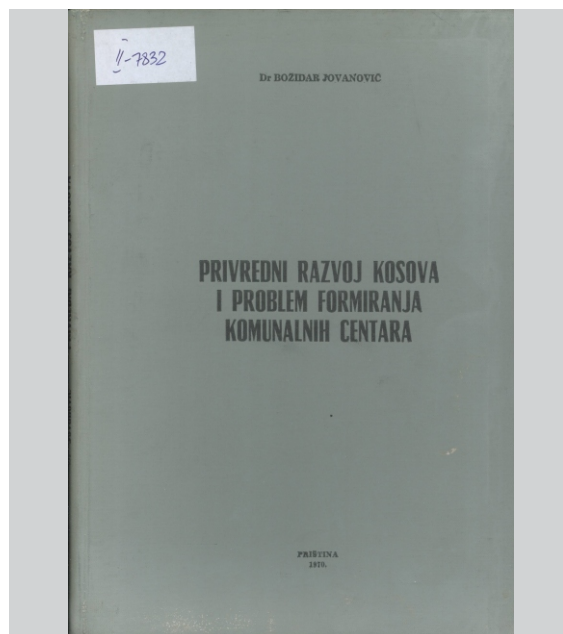 II-7832
Dr BOŽIDAR JOVANOVIĆ
PRIVREDNI RAZVOJ KOSOVA
I PROBLEM FORMIRANJA
KOMUNALNIH CENTARA
PRIŠTINA
1970.